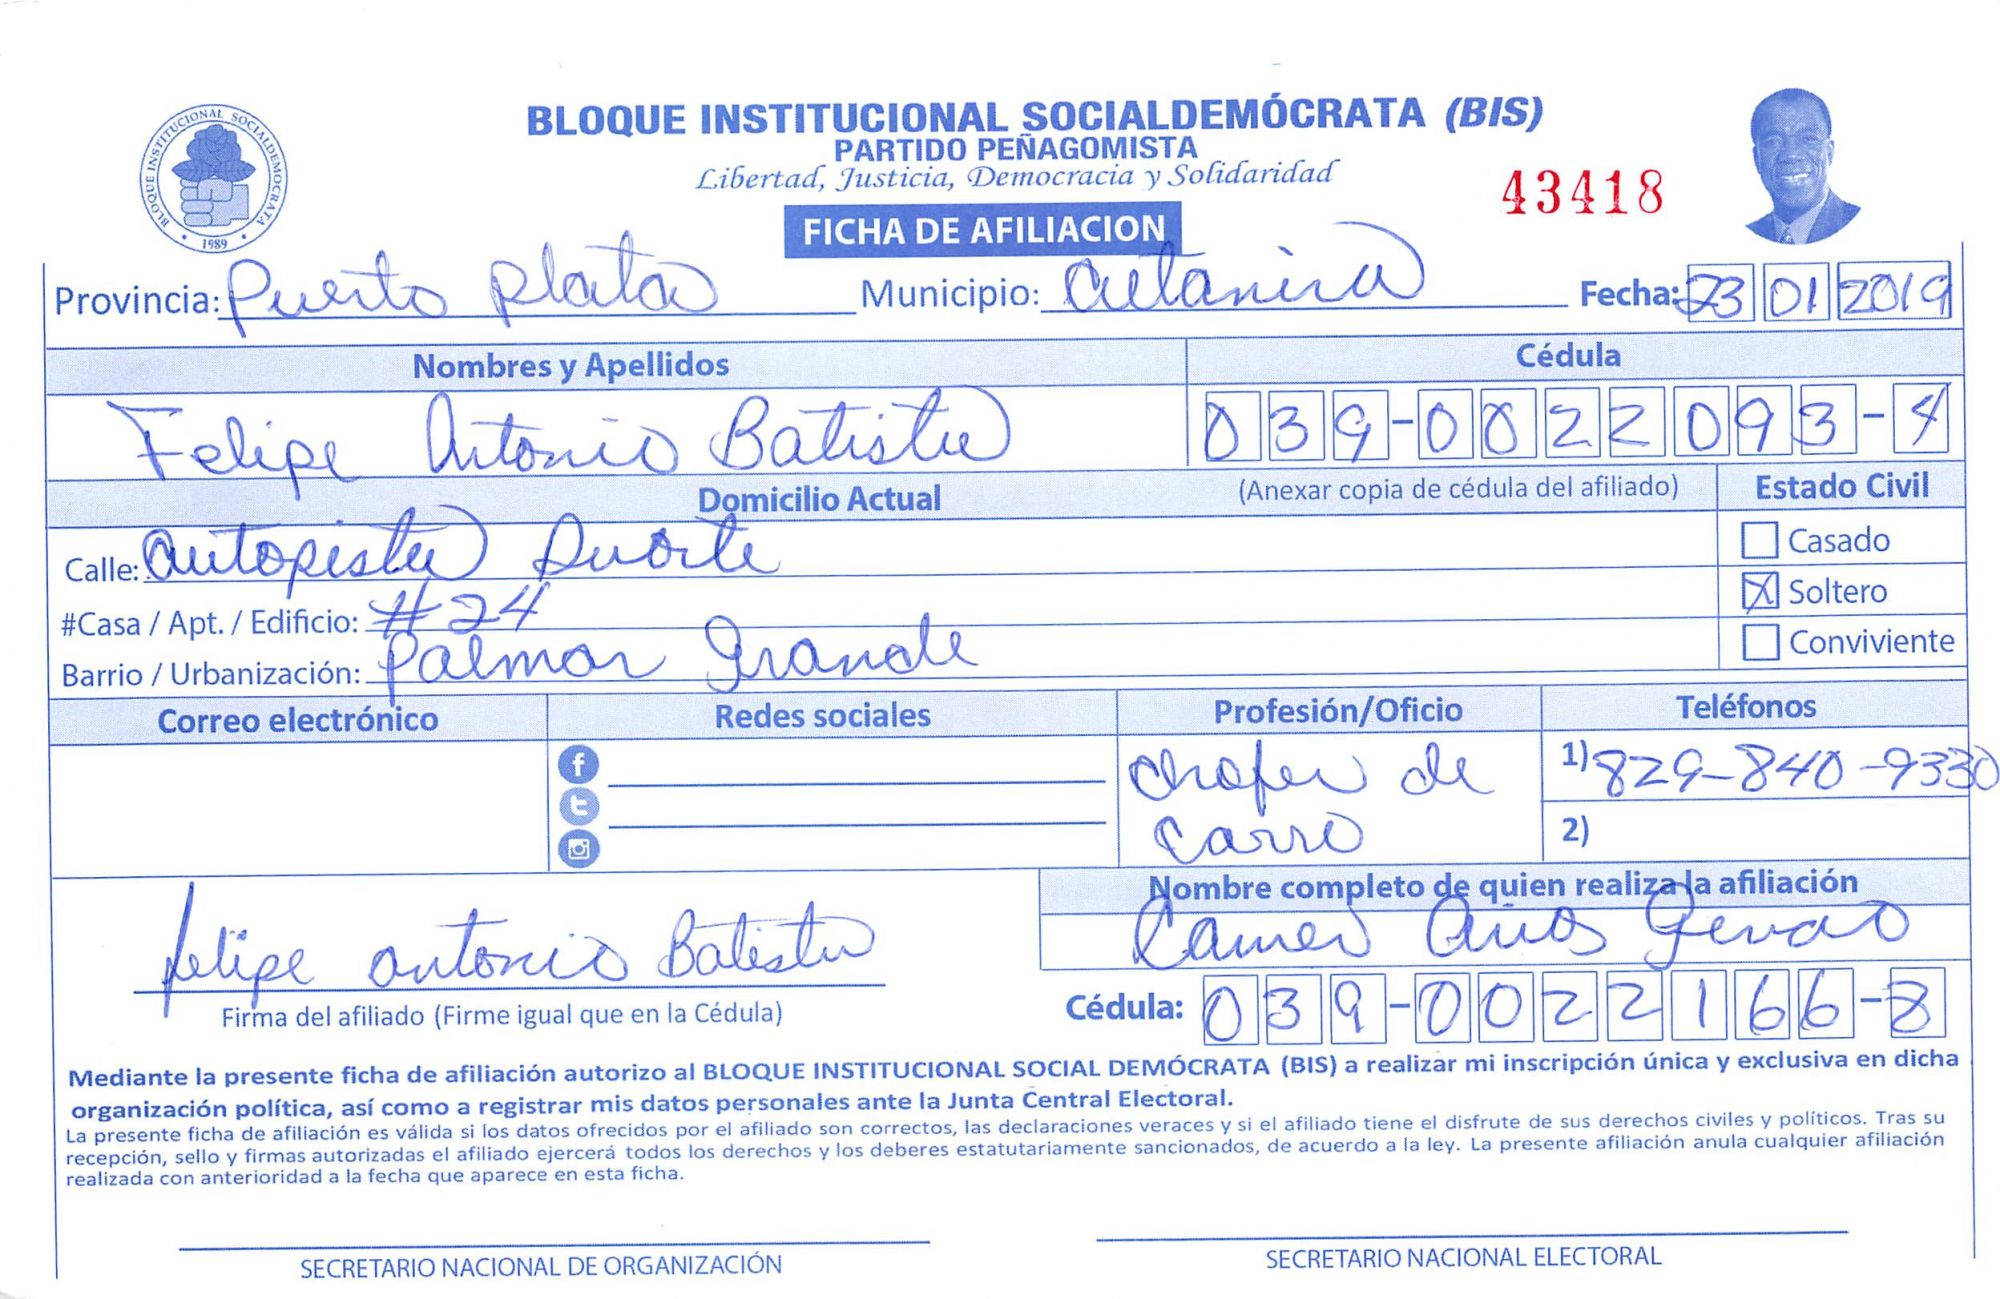 BLOQUE INSTITUCIONAL SOCIALDEMOCRATA
1989
BLOQUE INSTITUCIONAL SOCIALDEMÓCRATA (BIS)
PARTIDO PEÑAGOMISTA
Libertad, Justicia, Democracia y Solidaridad
43418
FICHA DE AFILIACION
Provincia: Puerto Plata Municipio: Altamira Fecha: 23 01 2019
Nombres y Apellidos Cédula
Felipe Antonio Batista 039-0022093-4
Domicilio Actual (Anexar copia de cédula del afiliado) Estado Civil
Calle: Autopista Duarte
Casado
#Casa / Apt. / Edificio: #24
X Soltero
Barrio / Urbanización: Palmar Grande
Conviviente
Correo electrónico Redes sociales Profesión/Oficio Teléfonos
chofer de 1) 829-840-9330
carro 2)
Nombre completo de quien realiza la afiliación
Felipe Antonio Batista
Firma del afiliado (Firme igual que en la Cédula)
Cédula: 039-0022166-8
Mediante la presente ficha de afiliación autorizo al BLOQUE INSTITUCIONAL SOCIAL DEMÓCRATA (BIS) a realizar mi inscripción única y exclusiva en dicha
organización política, así como a registrar mis datos personales ante la Junta Central Electoral.
La presente ficha de afiliación es válida si los datos ofrecidos por el afiliado son correctos, las declaraciones veraces y si el afiliado tiene el disfrute de sus derechos civiles y políticos. Tras su
recepción, sello y firmas autorizadas el afiliado ejercerá todos los derechos y los deberes estatutariamente sancionados, de acuerdo a la ley. La presente afiliación anula cualquier afiliación
realizada con anterioridad a la fecha que aparece en esta ficha.
SECRETARIO NACIONAL DE ORGANIZACIÓN
SECRETARIO NACIONAL ELECTORAL